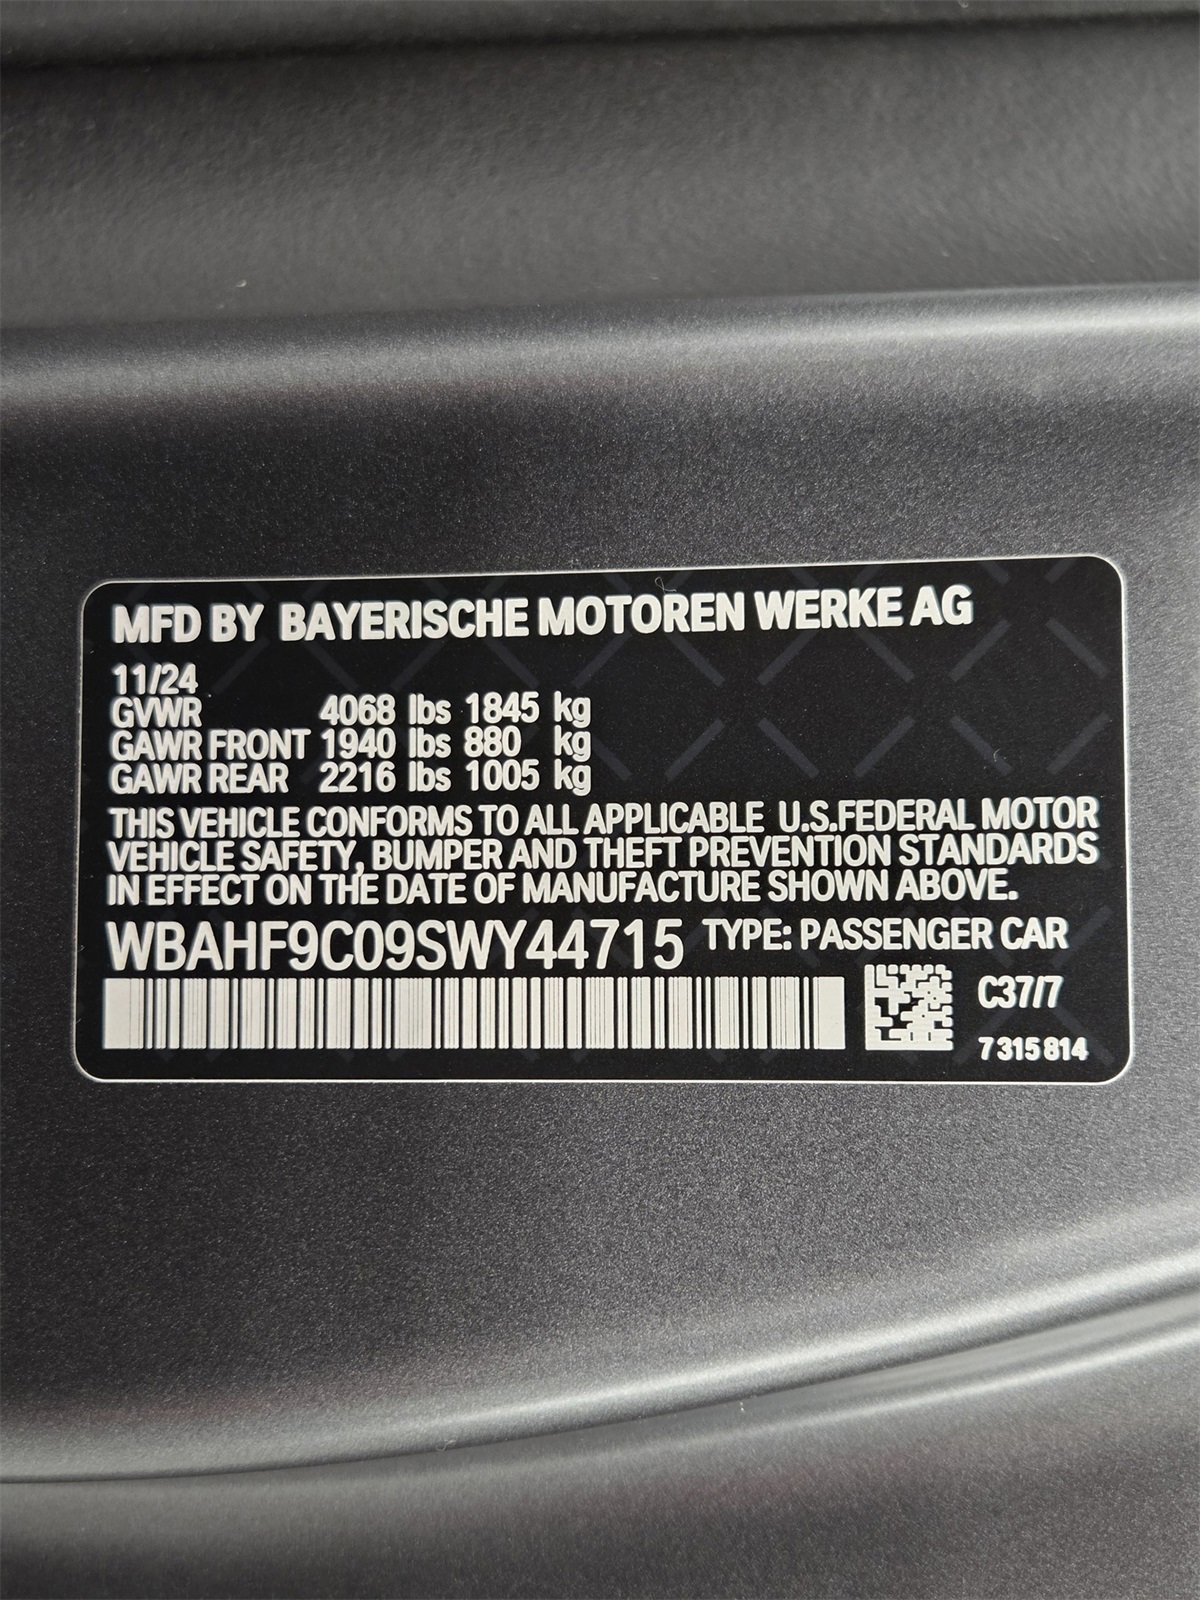 MFD BY BAYERISCHE MOTOREN WERKE AG
11/24
GVWR 4068 lbs 1845 kg
GAWR FRONT 1940 lbs 880 kg
GAWR REAR 2216 lbs 1005 kg
THIS VEHICLE CONFORMS TO ALL APPLICABLE U.S.FEDERAL MOTOR
VEHICLE SAFETY, BUMPER AND THEFT PREVENTION STANDARDS
IN EFFECT ON THE DATE OF MANUFACTURE SHOWN ABOVE.
WBAHF9C09SWY44715 TYPE: PASSENGER CAR
C37/7
7 315 814